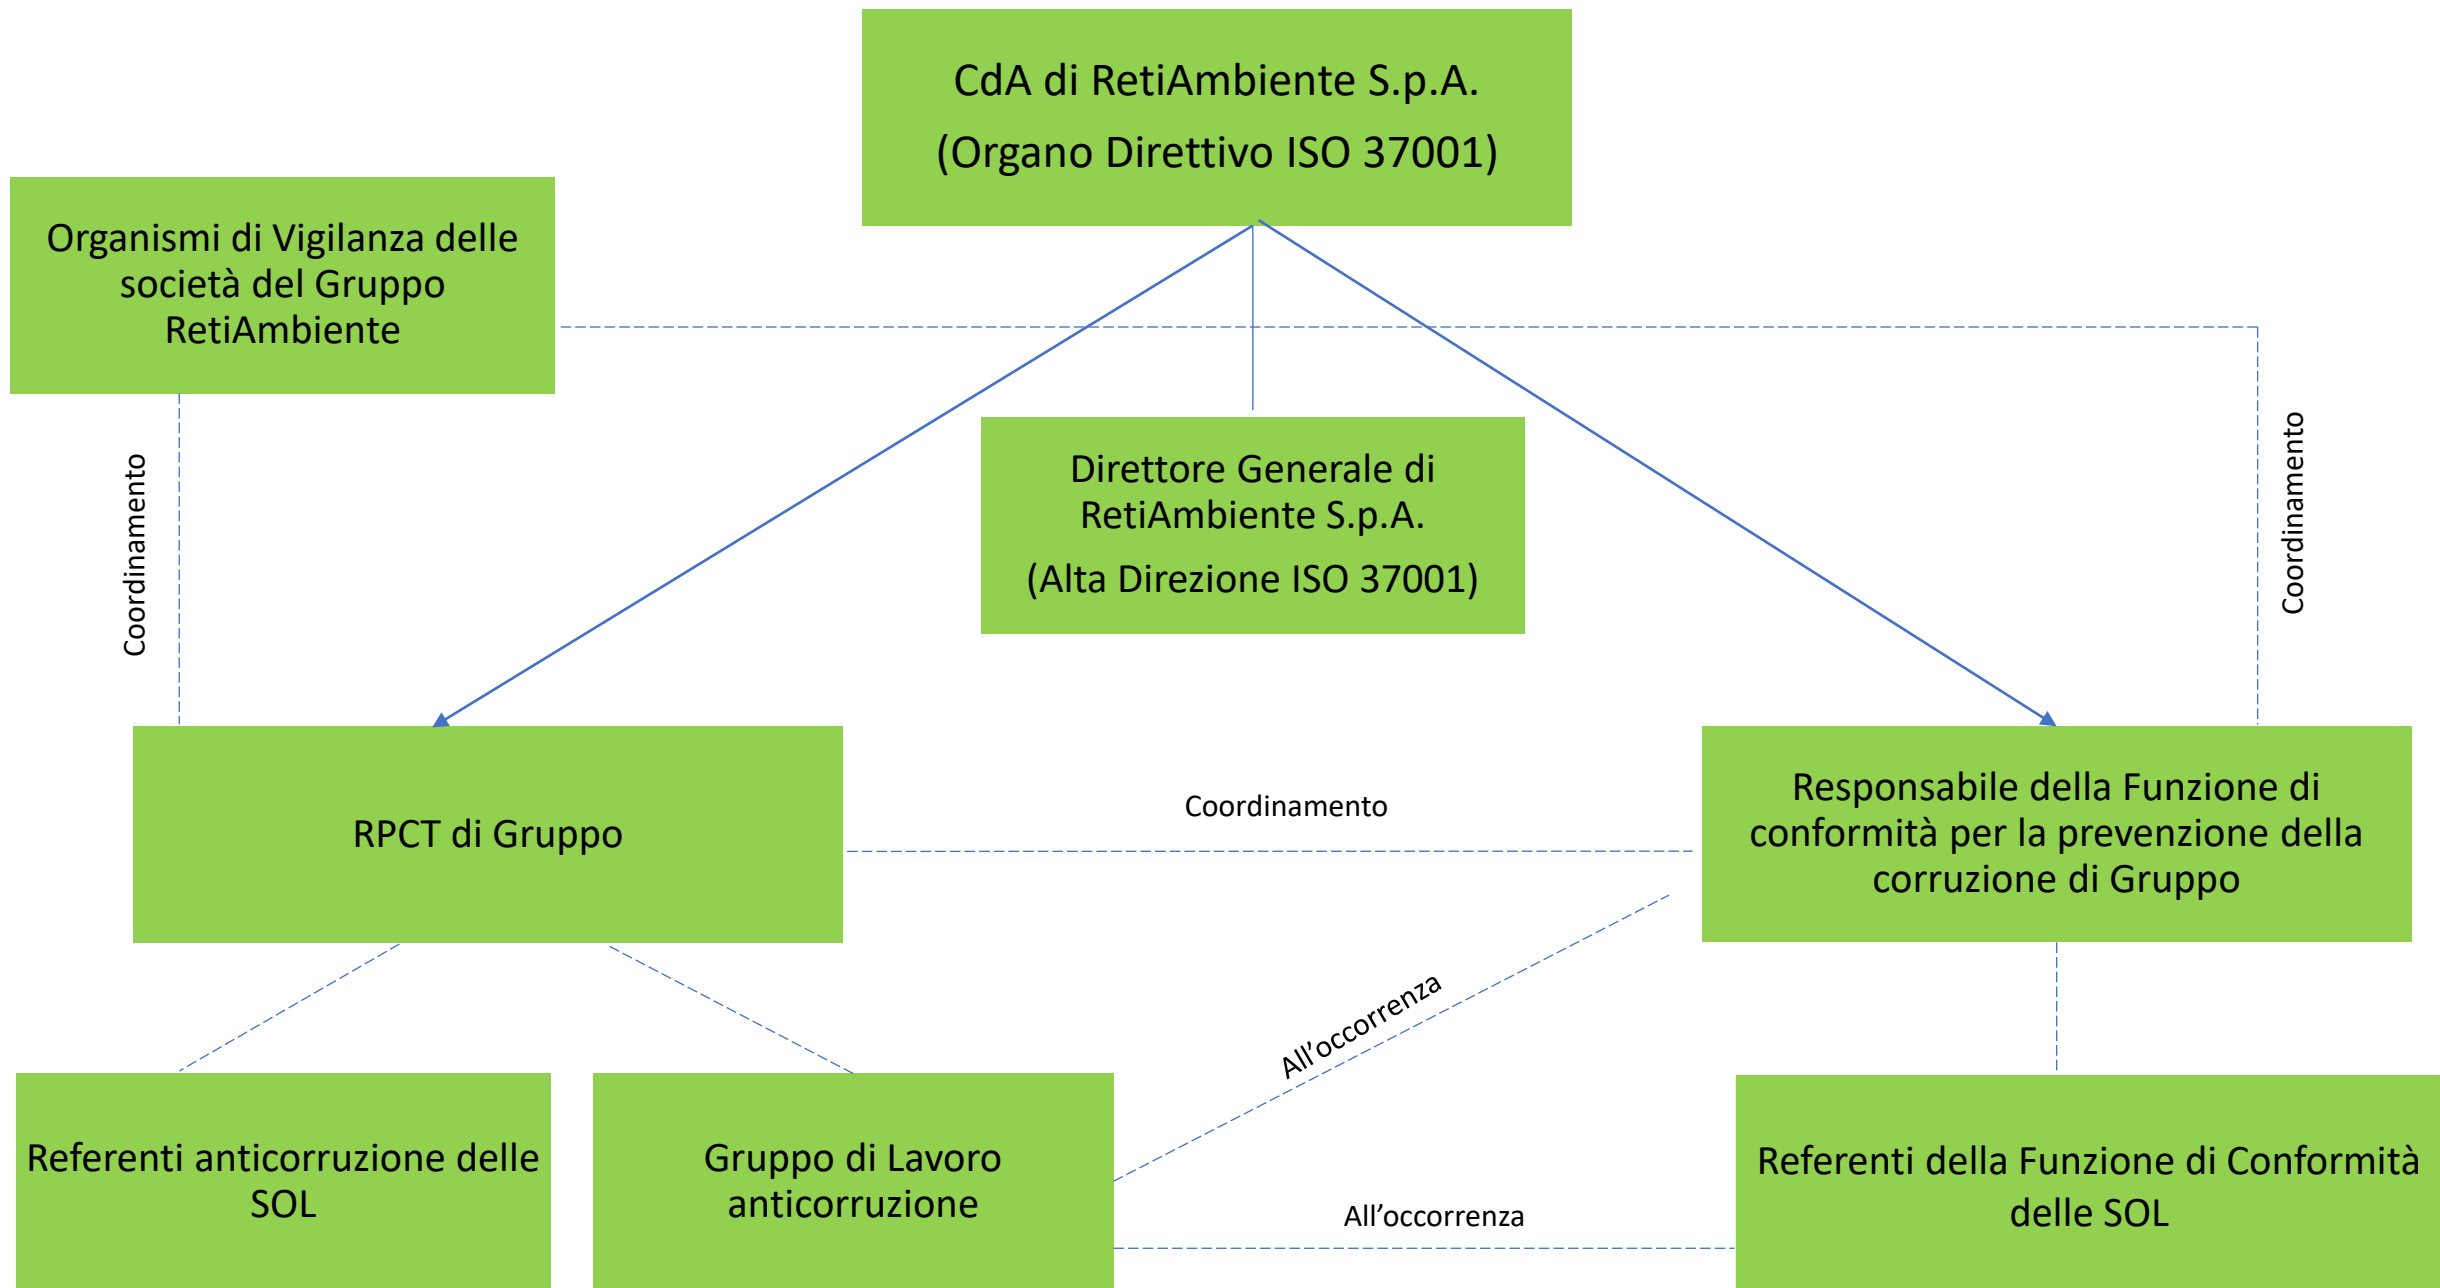 CdA di RetiAmbiente S.p.A.
(Organo Direttivo ISO 37001)
Organismi di Vigilanza delle
società del Gruppo
RetiAmbiente
Direttore Generale di
RetiAmbiente S.p.A.
(Alta Direzione ISO 37001)
Coordinamento
Coordinamento
RPCT di Gruppo
Coordinamento
Responsabile della Funzione di
conformità per la prevenzione della
corruzione di Gruppo
All’occorrenza
Referenti anticorruzione delle
SOL
Gruppo di Lavoro
anticorruzione
All’occorrenza
Referenti della Funzione di Conformità
delle SOL